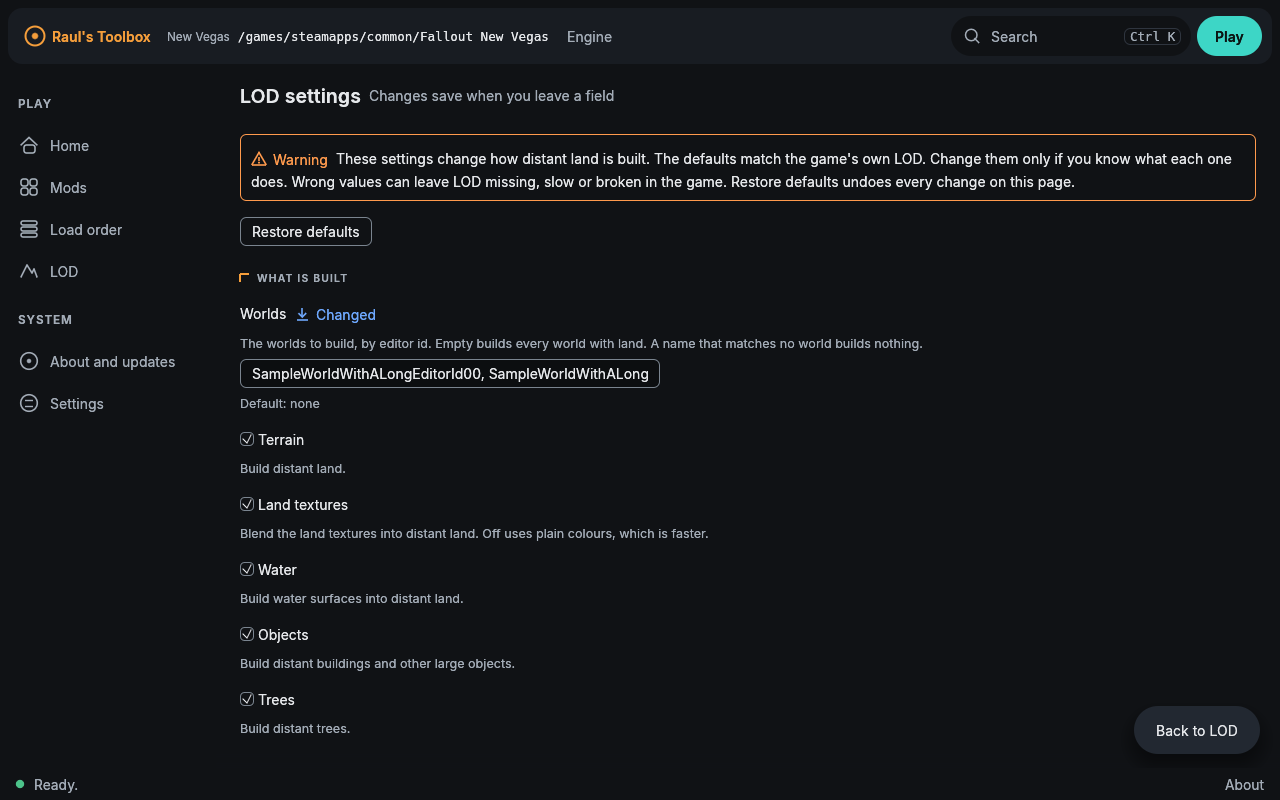 Raul's Toolbox New Vegas /games/steamapps/common/Fallout New Vegas Engine Search Ctrl K Play
PLAY
Home
Mods
Load order
LOD
SYSTEM
About and updates
Settings
LOD settings Changes save when you leave a field
Warning These settings change how distant land is built. The defaults match the game's own LOD. Change them only if you know what each one
does. Wrong values can leave LOD missing, slow or broken in the game. Restore defaults undoes every change on this page.
Restore defaults
WHAT IS BUILT
Worlds Changed
The worlds to build, by editor id. Empty builds every world with land. A name that matches no world builds nothing.
SampleWorldWithALongEditorId00, SampleWorldWithALong
Default: none
Terrain
Build distant land.
Land textures
Blend the land textures into distant land. Off uses plain colours, which is faster.
Water
Build water surfaces into distant land.
Objects
Build distant buildings and other large objects.
Trees
Build distant trees.
Back to LOD
Ready.
About